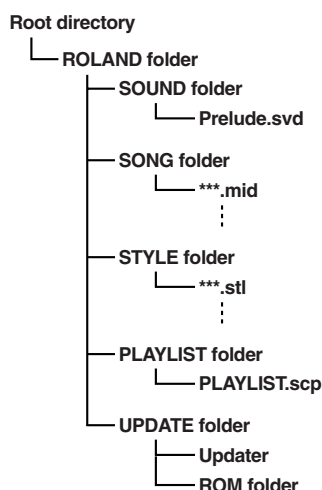 Root directory
ROLAND folder
SOUND folder
Prelude.svd
SONG folder
***.mid
STYLE folder
***.stl
PLAYLIST folder
PLAYLIST.scp
UPDATE folder
Updater
ROM folder